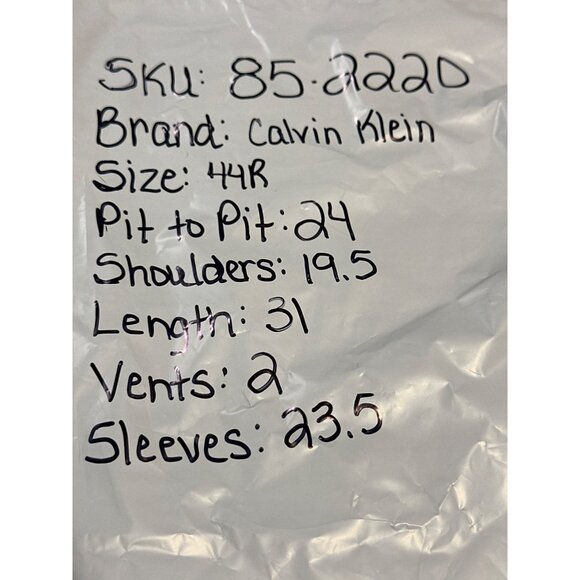 SKU: 85-2220
Brand: Calvin Klein
Size: 44R
Pit to Pit: 24
Shoulders: 19.5
Length: 31
Vents: 2
Sleeves: 23.5